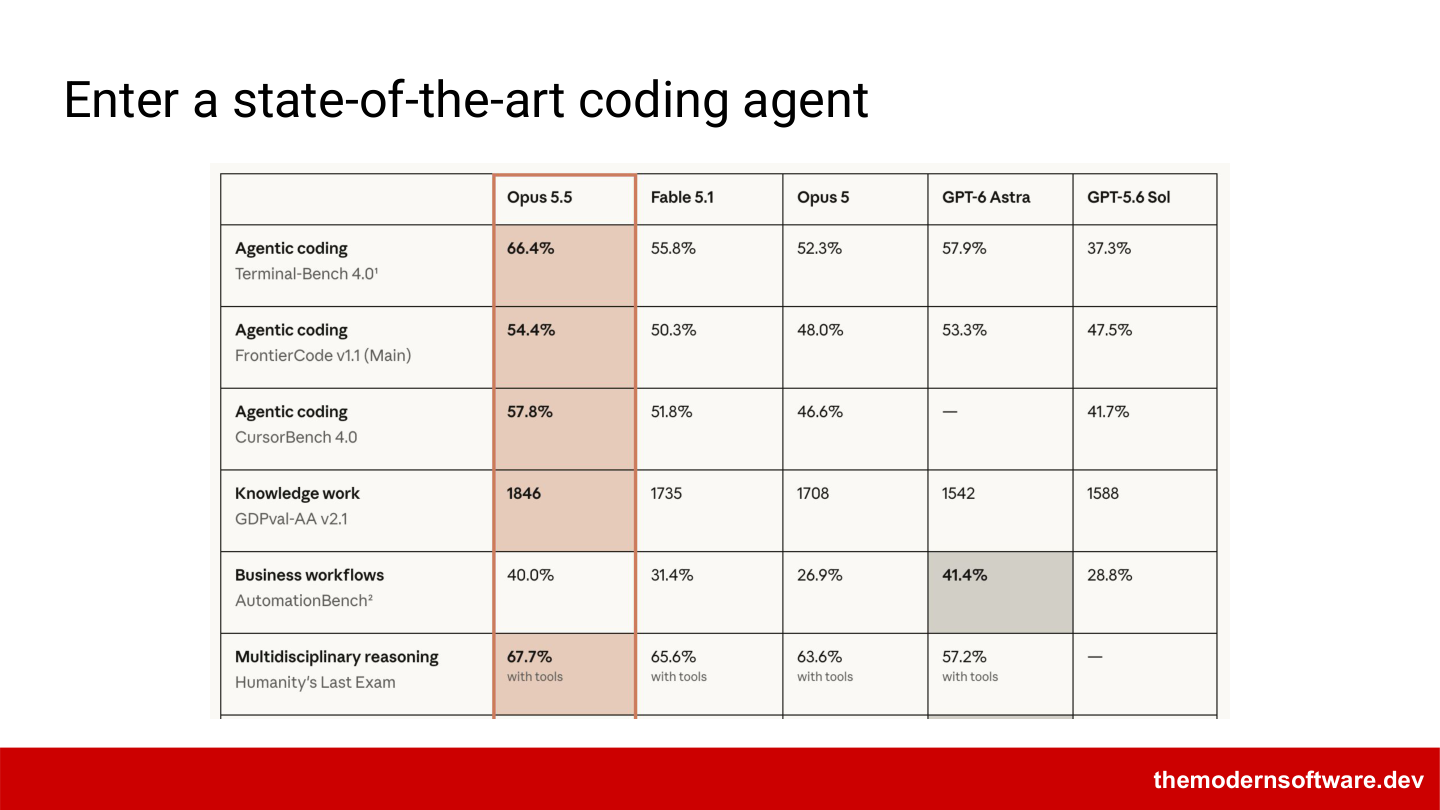 Enter a state-of-the-art coding agent
Opus 5.5 Fable 5.1 Opus 5 GPT-6 Astra GPT-5.6 Sol
Agentic coding 66.4% 55.8% 52.3% 57.9% 37.3%
Terminal-Bench 4.0¹
Agentic coding 54.4% 50.3% 48.0% 53.3% 47.5%
FrontierCode v1.1 (Main)
Agentic coding 57.8% 51.8% 46.6% — 41.7%
CursorBench 4.0
Knowledge work 1846 1735 1708 1542 1588
GDPval-AA v2.1
Business workflows 40.0% 31.4% 26.9% 41.4% 28.8%
AutomationBench²
Multidisciplinary reasoning 67.7% 65.6% 63.6% 57.2% —
Humanity's Last Exam with tools with tools with tools with tools
themodernsoftware.dev